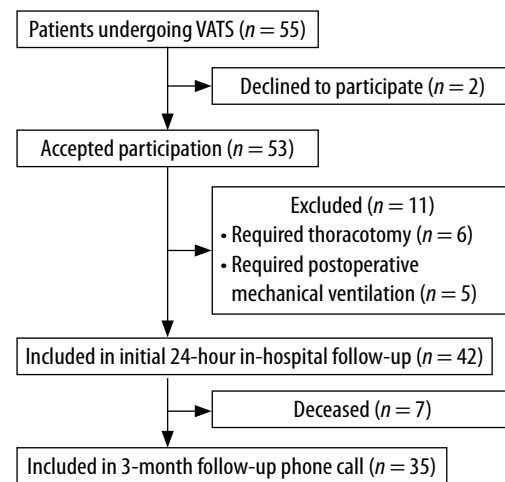 Patients undergoing VATS (n = 55)
Declined to participate (n = 2)
Accepted participation (n = 53)
Excluded (n = 11)
• Required thoracotomy (n = 6)
• Required postoperative
mechanical ventilation (n = 5)
Included in initial 24-hour in-hospital follow-up (n = 42)
Deceased (n = 7)
Included in 3-month follow-up phone call (n = 35)